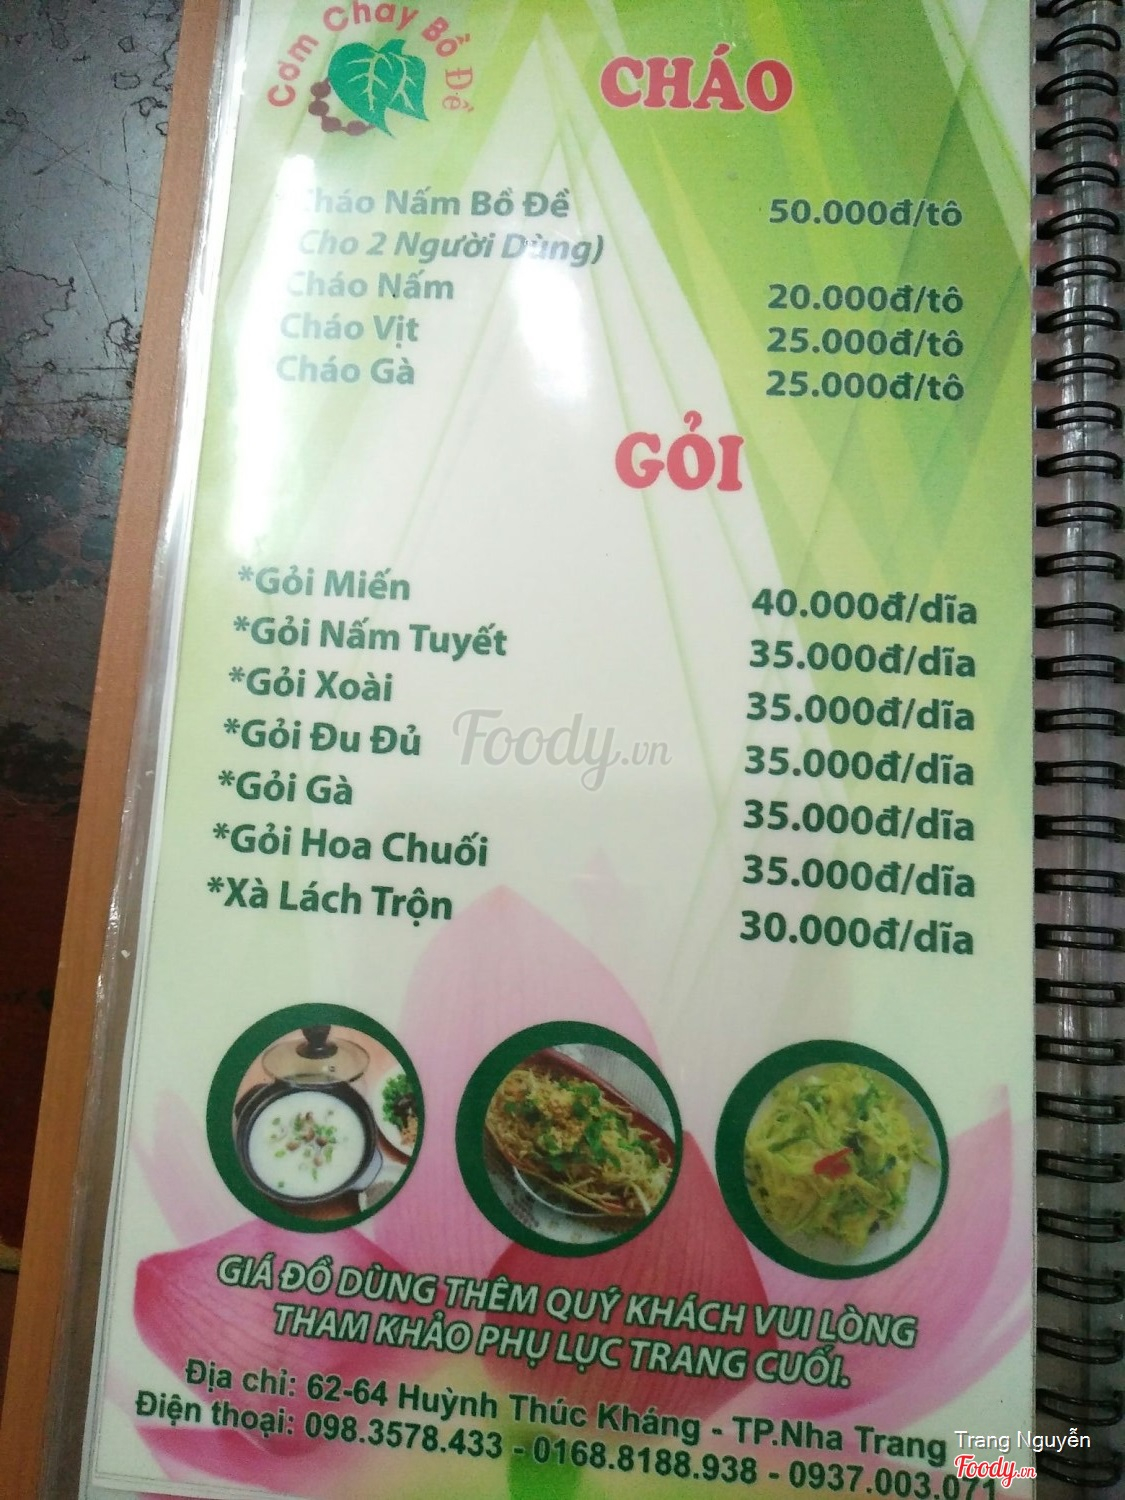 Cơm Chay Bồ Đề
CHÁO
Cháo Nấm Bồ Đề 50.000đ/tô
(Cho 2 Người Dùng)
Cháo Nấm 20.000đ/tô
Cháo Vịt 25.000đ/tô
Cháo Gà 25.000đ/tô
GỎI
*Gỏi Miến 40.000đ/dĩa
*Gỏi Nấm Tuyết 35.000đ/dĩa
*Gỏi Xoài 35.000đ/dĩa
*Gỏi Đu Đủ 35.000đ/dĩa
*Gỏi Gà 35.000đ/dĩa
*Gỏi Hoa Chuối 35.000đ/dĩa
*Xà Lách Trộn 30.000đ/dĩa
Foody.vn
GIÁ ĐỒ DÙNG THÊM QUÝ KHÁCH VUI LÒNG
THAM KHẢO PHỤ LỤC TRANG CUỐI.
Địa chỉ: 62-64 Huỳnh Thúc Kháng - TP.Nha Trang
Điện thoại: 098.3578.433 - 0168.8188.938 - 0937.003.071
Trang Nguyễn
Foody.vn